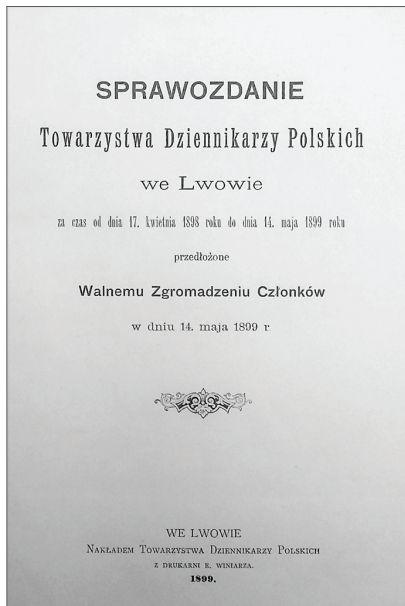 SPRAWOZDANIE
Towarzystwa Dziennikarzy Polskich
we Lwowie
za czas od dnia 17. kwietnia 1898 roku do dnia 14. maja 1899 roku
przedłożone
Walnemu Zgromadzeniu Członków
w dniu 14. maja 1899 r
WE LWOWIE
Nakładem Towarzystwa Dziennikarzy Polskich
z drukarni E. Winiarza.
1899.